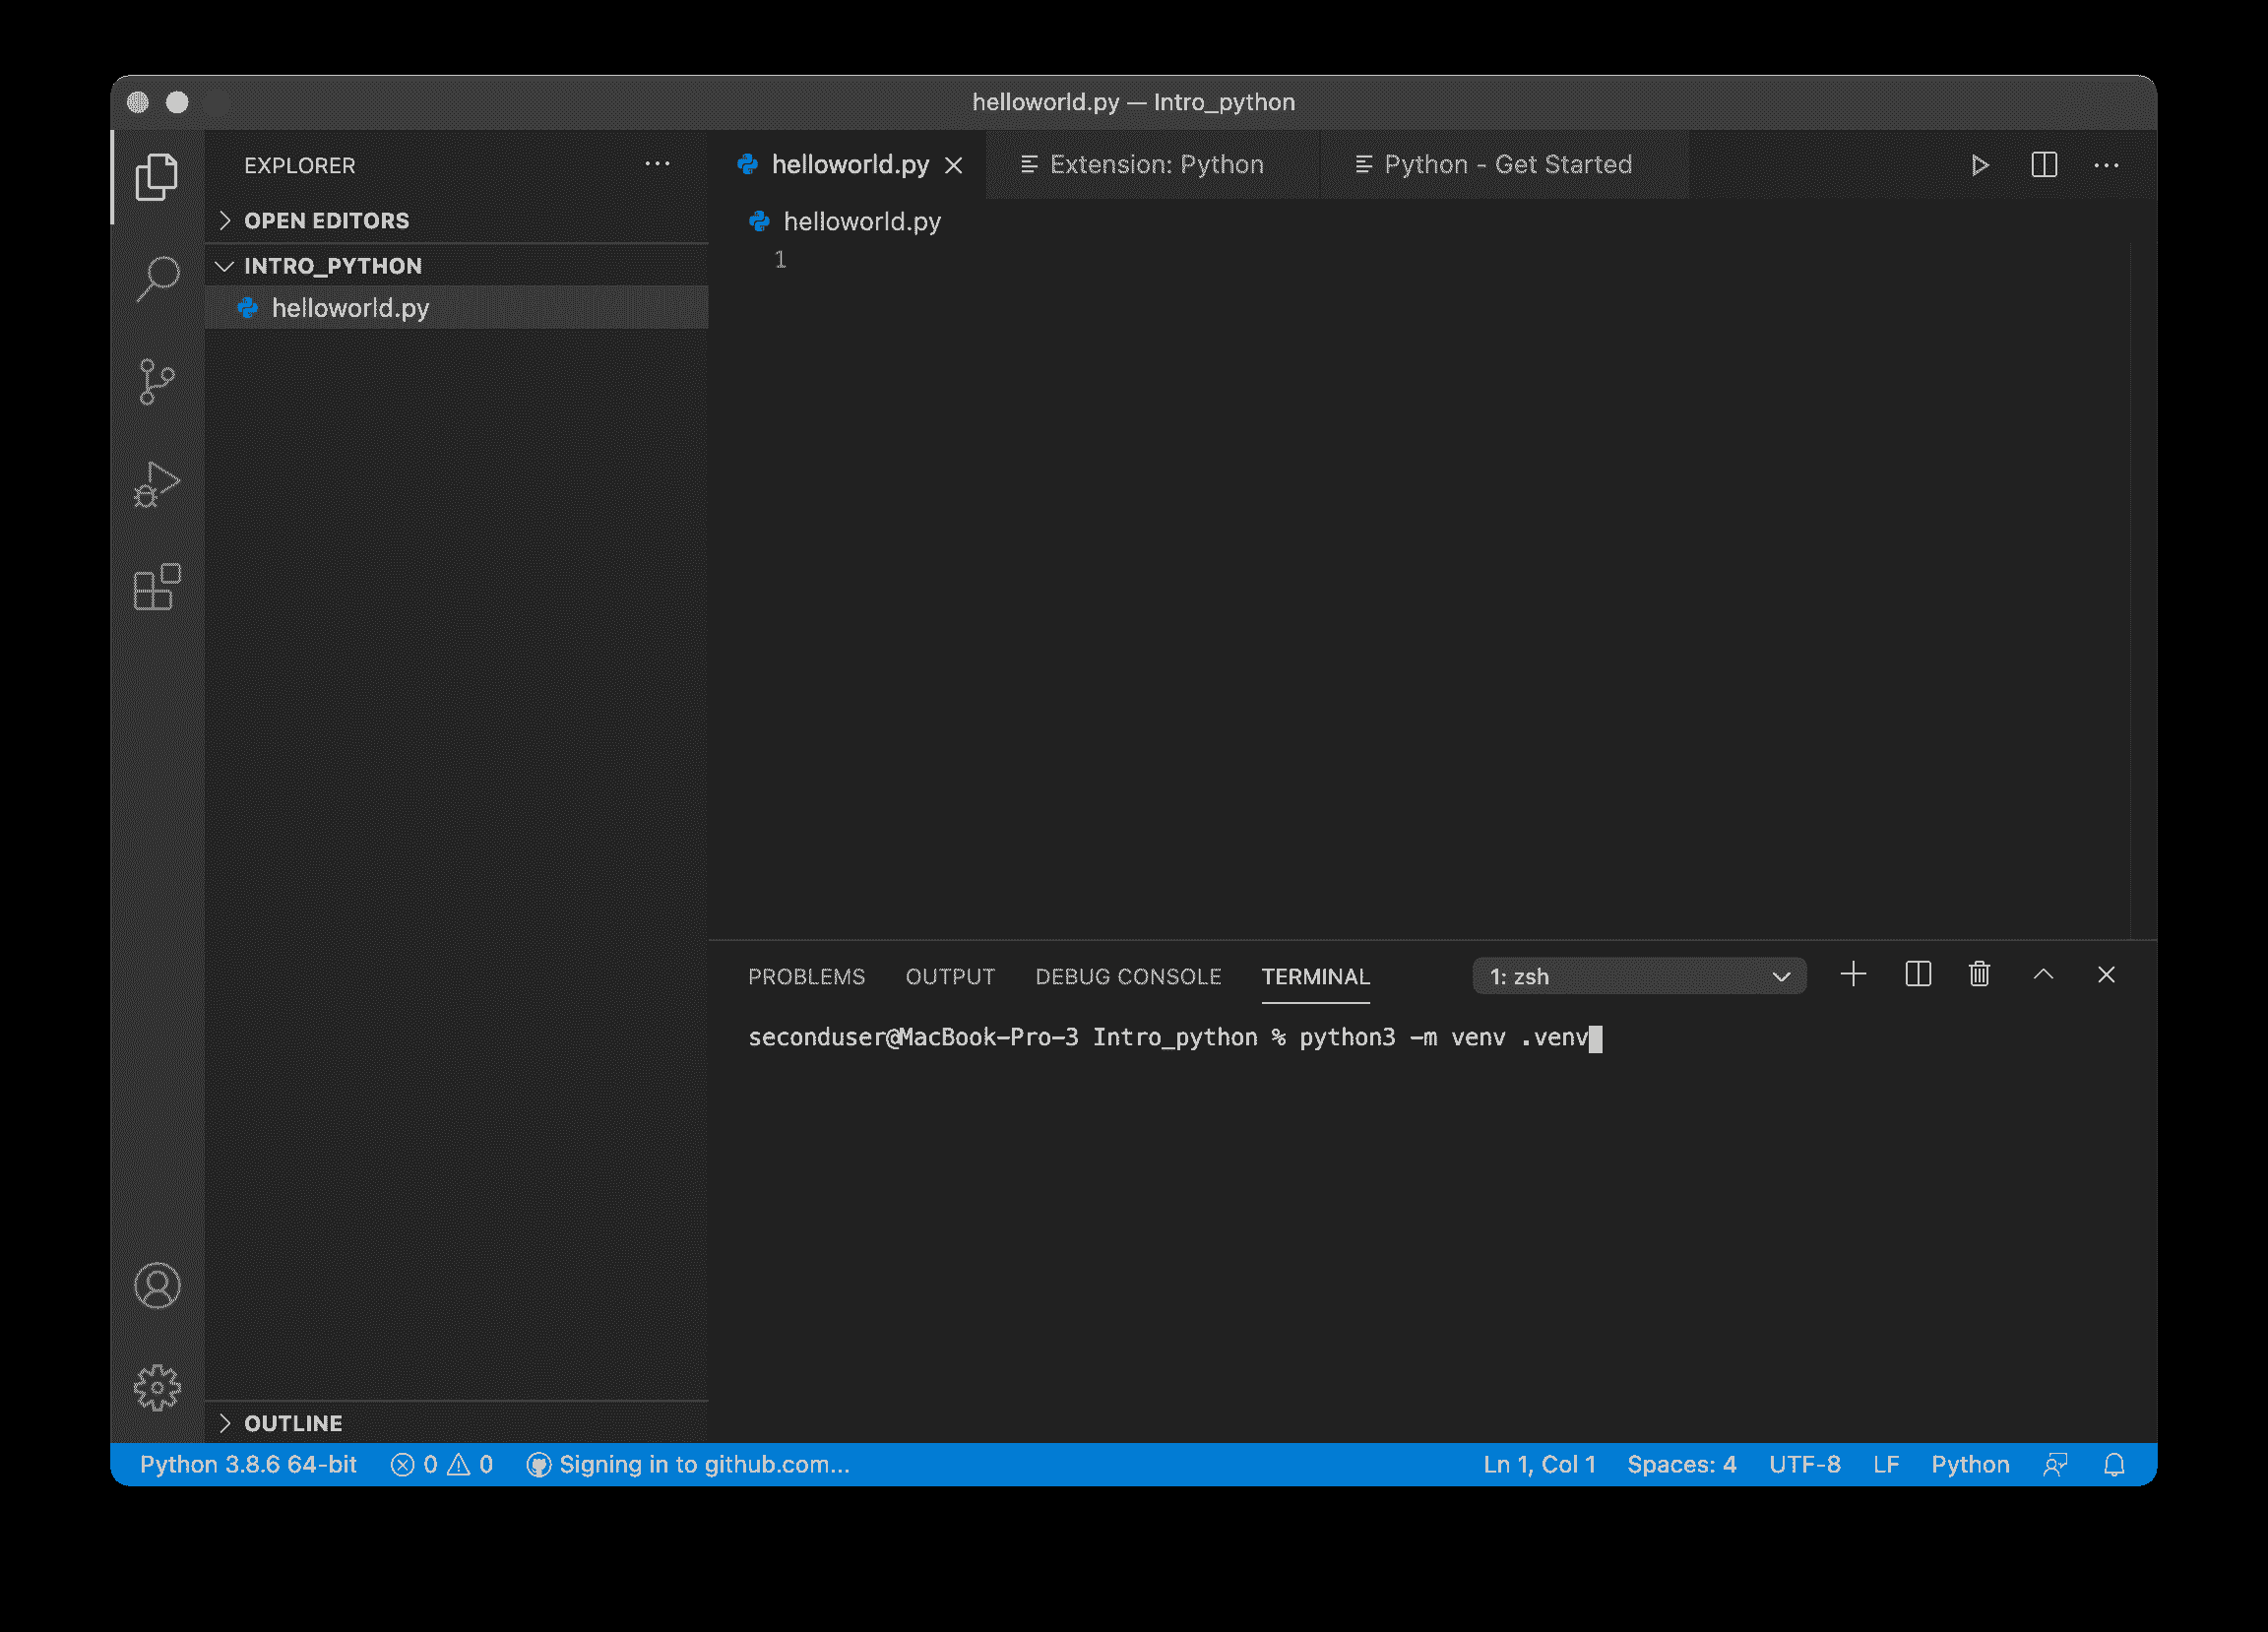 helloworld.py — Intro_python
EXPLORER
OPEN EDITORS
INTRO_PYTHON
helloworld.py
OUTLINE
helloworld.py
Extension: Python
Python - Get Started
helloworld.py
1
PROBLEMS OUTPUT DEBUG CONSOLE TERMINAL 1: zsh
seconduser@MacBook-Pro-3 Intro_python % python3 -m venv .venv
Python 3.8.6 64-bit 0 0 Signing in to github.com... Ln 1, Col 1 Spaces: 4 UTF-8 LF Python